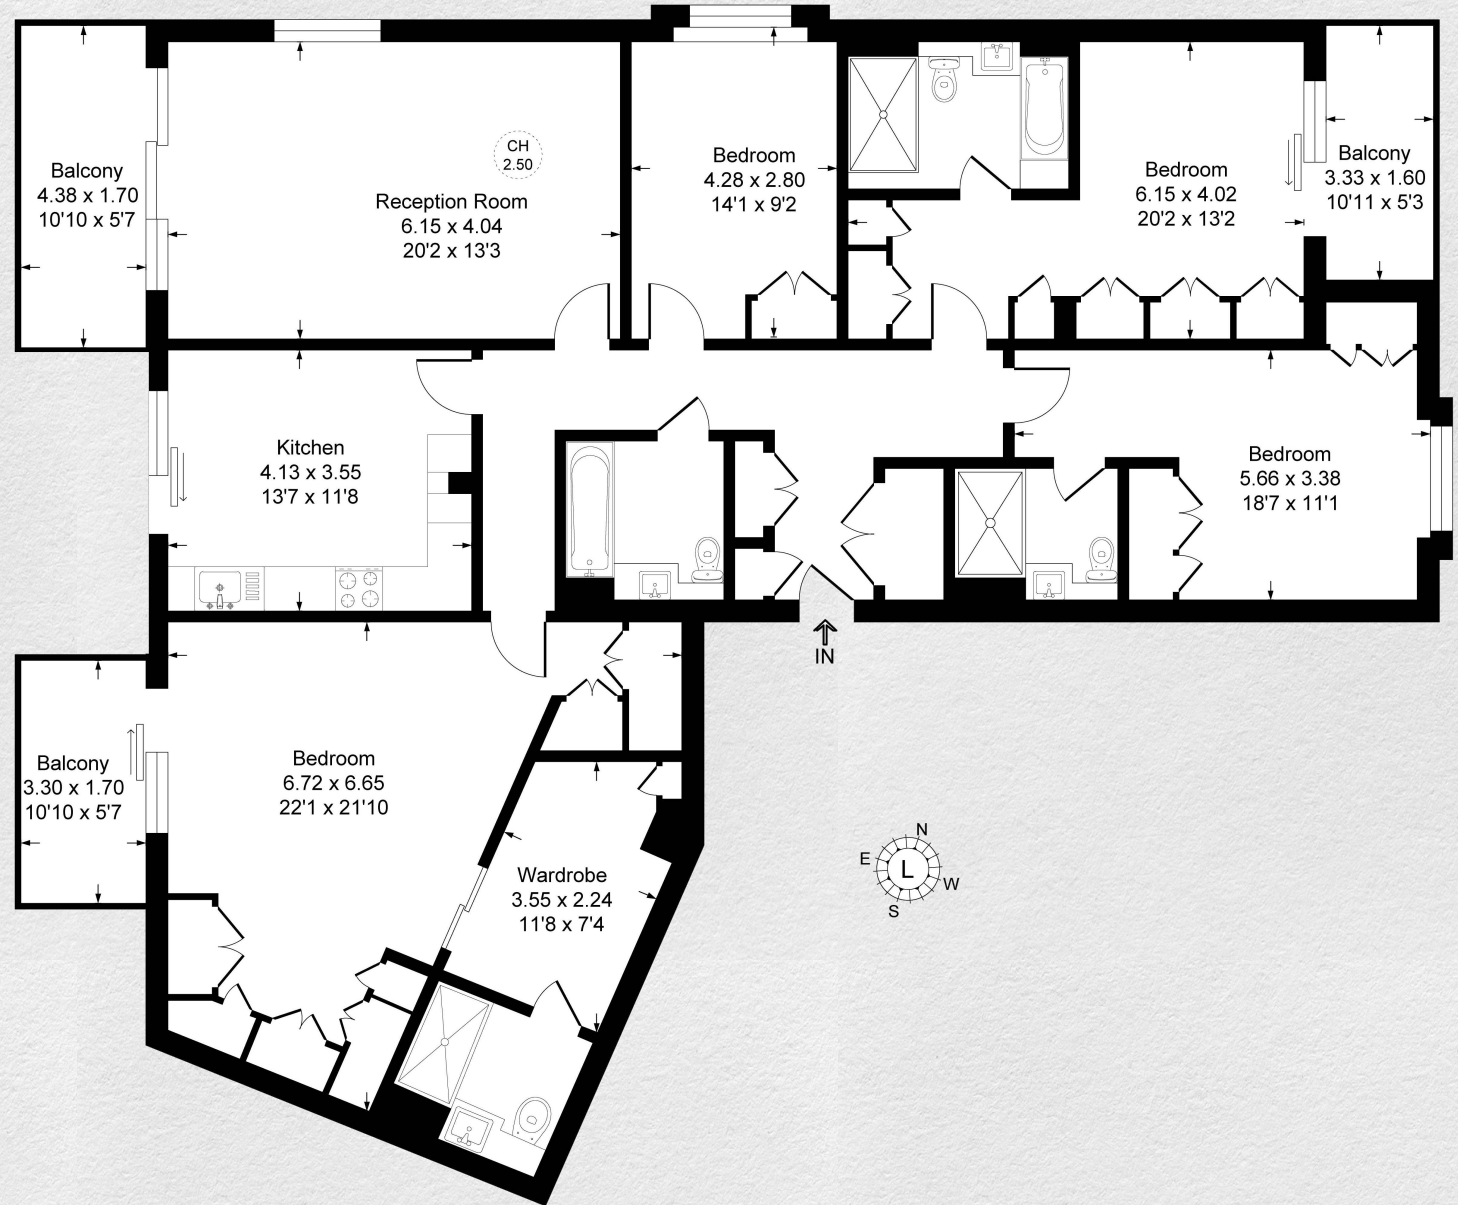 Balcony
4.38 x 1.70
10'10 x 5'7
Reception Room
6.15 x 4.04
20'2 x 13'3
CH
2.50
Bedroom
4.28 x 2.80
14'1 x 9'2
Bedroom
6.15 x 4.02
20'2 x 13'2
Balcony
3.33 x 1.60
10'11 x 5'3
Kitchen
4.13 x 3.55
13'7 x 11'8
Bedroom
5.66 x 3.38
18'7 x 11'1
IN
Balcony
3.30 x 1.70
10'10 x 5'7
Bedroom
6.72 x 6.65
22'1 x 21'10
Wardrobe
3.55 x 2.24
11'8 x 7'4
N
E
L
W
S